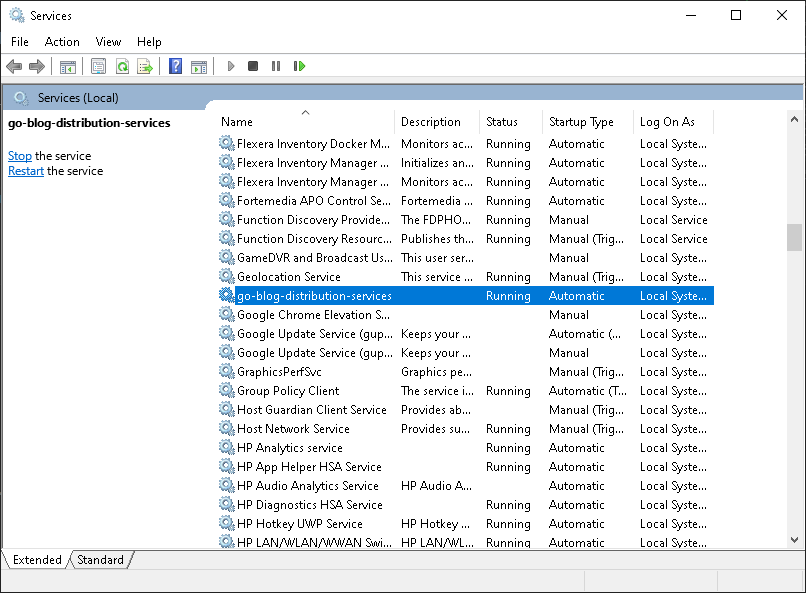 Services
File Action View Help
Services (Local)
go-blog-distribution-services
Stop the service
Restart the service
Name Description Status Startup Type Log On As
Flexera Inventory Docker M... Monitors ac... Running Automatic Local Syste...
Flexera Inventory Manager ... Initializes an... Running Automatic Local Syste...
Flexera Inventory Manager ... Monitors ac... Running Automatic Local Syste...
Fortemedia APO Control Se... Fortemedia ... Running Automatic Local Syste...
Function Discovery Provide... The FDPHO... Running Manual Local Service
Function Discovery Resourc... Publishes th... Running Manual (Trig... Local Service
GameDVR and Broadcast Us... This user ser... Manual Local Syste...
Geolocation Service This service ... Running Manual (Trig... Local Syste...
go-blog-distribution-services Running Automatic Local Syste...
Google Chrome Elevation S... Manual Local Syste...
Google Update Service (gup... Keeps your ... Automatic (... Local Syste...
Google Update Service (gup... Keeps your ... Manual Local Syste...
GraphicsPerfSvc Graphics pe... Manual (Trig... Local Syste...
Group Policy Client The service i... Running Automatic (T... Local Syste...
Host Guardian Client Service Provides ab... Manual (Trig... Local Syste...
Host Network Service Provides su... Running Manual (Trig... Local Syste...
HP Analytics service Running Automatic Local Syste...
HP App Helper HSA Service Running Automatic Local Syste...
HP Audio Analytics Service HP Audio A... Automatic Local Syste...
HP Diagnostics HSA Service Running Automatic Local Syste...
HP Hotkey UWP Service HP Hotkey ... Running Automatic Local Syste...
HP LAN/WLAN/WWAN Swi... HP LAN/WL... Running Automatic Local Syste...
Extended Standard